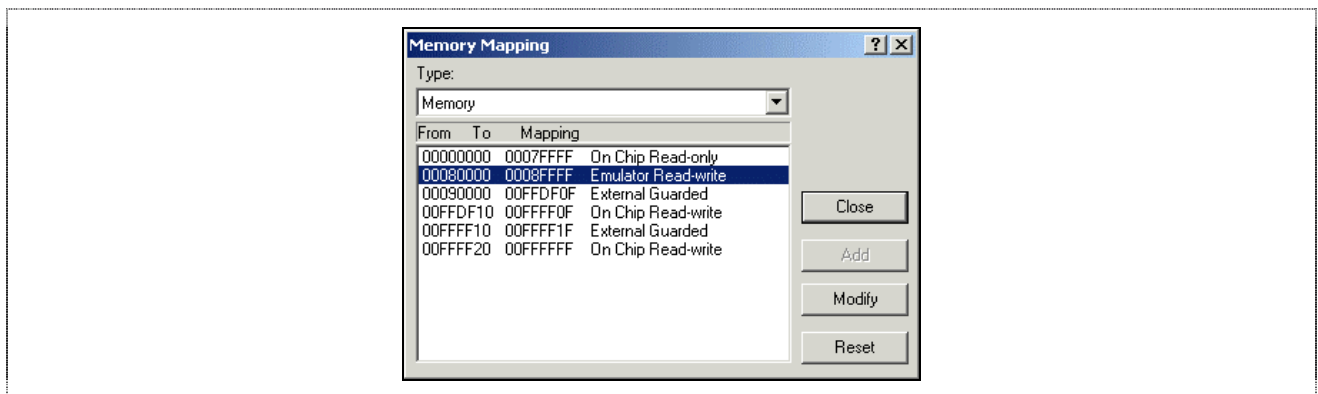 Memory Mapping
Type:
Memory
From To Mapping
00000000 0007FFFF On Chip Read-only
00080000 0008FFFF Emulator Read-write
00090000 00FFDF0F External Guarded
00FFDF10 00FFFF0F On Chip Read-write
00FFFF10 00FFFF1F External Guarded
00FFFF20 00FFFFFF On Chip Read-write
Close
Add
Modify
Reset